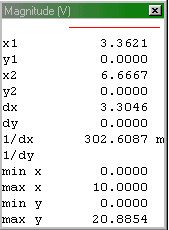 Magnitude (V)
x1 3.3621
y1 0.0000
x2 6.6667
y2 0.0000
dx 3.3046
dy 0.0000
1/dx 302.6087 m
1/dy
min x 0.0000
max x 10.0000
min y 0.0000
max y 20.8854